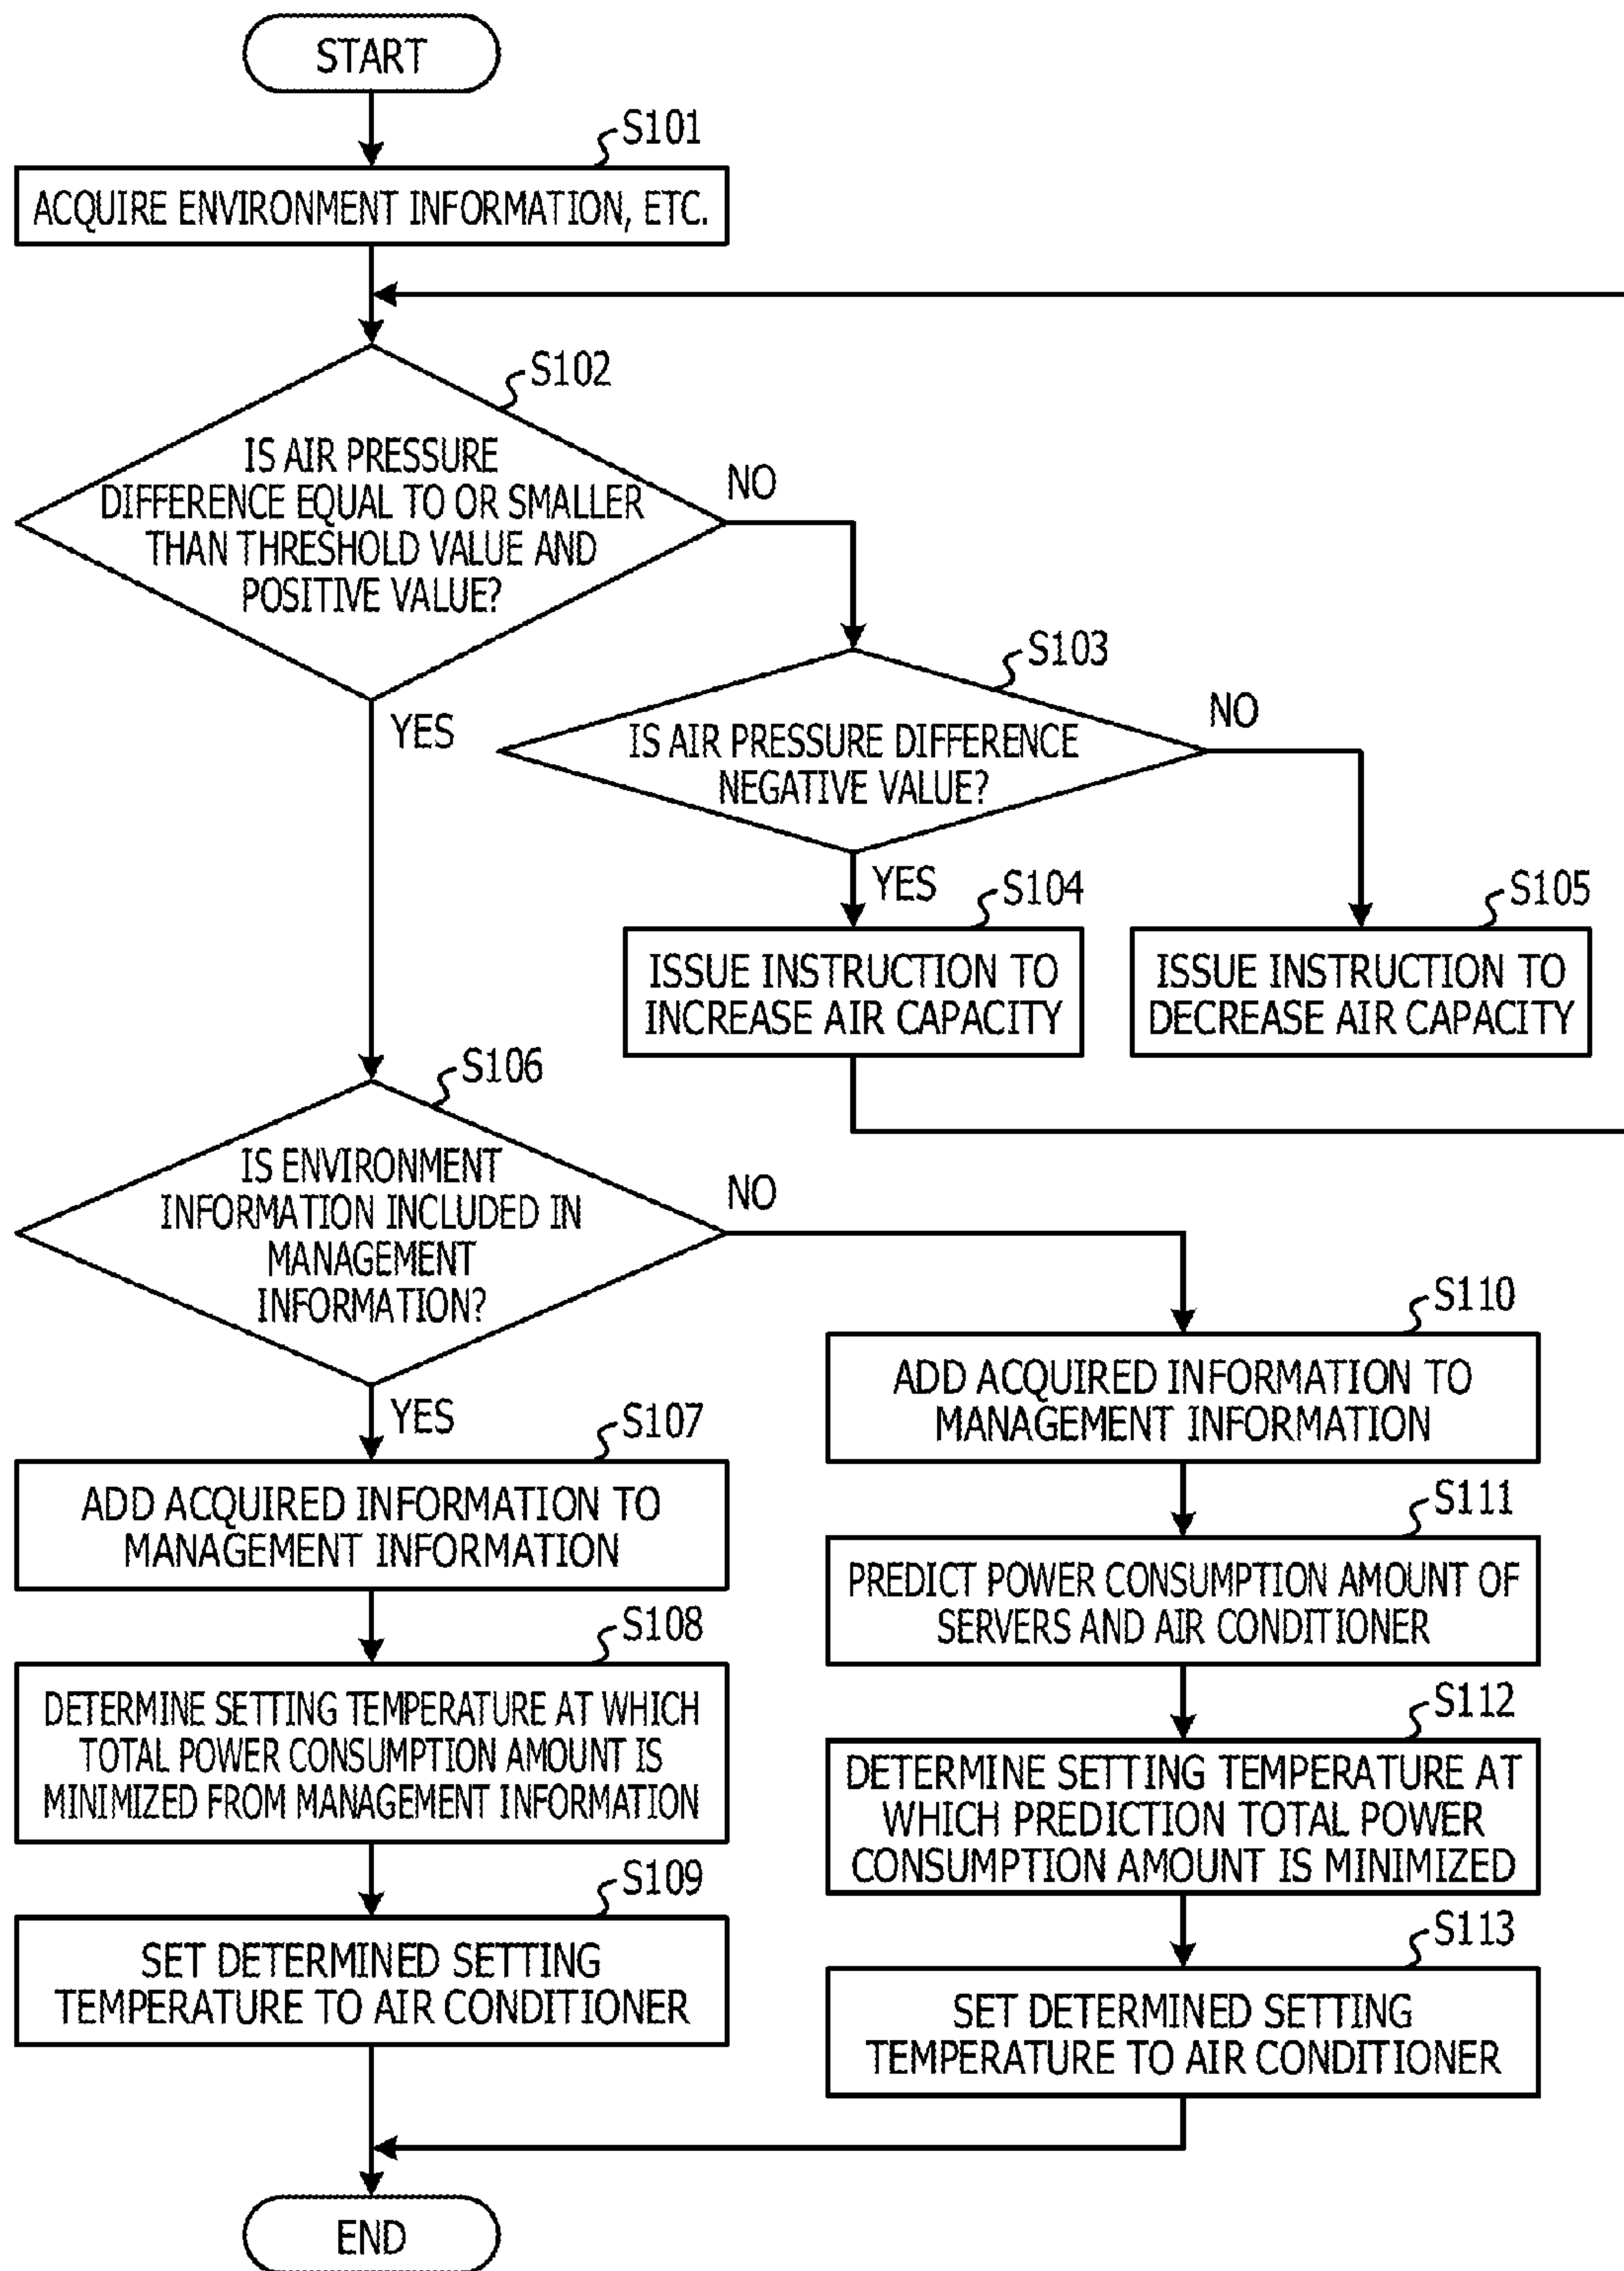 START
S101
ACQUIRE ENVIRONMENT INFORMATION, ETC.
S102
IS AIR PRESSURE
DIFFERENCE EQUAL TO OR SMALLER
THAN THRESHOLD VALUE AND
POSITIVE VALUE?
NO
YES
S103
IS AIR PRESSURE DIFFERENCE
NEGATIVE VALUE?
NO
YES
S104
ISSUE INSTRUCTION TO
INCREASE AIR CAPACITY
S105
ISSUE INSTRUCTION TO
DECREASE AIR CAPACITY
S106
IS ENVIRONMENT
INFORMATION INCLUDED IN
MANAGEMENT
INFORMATION?
NO
YES
S107
ADD ACQUIRED INFORMATION TO
MANAGEMENT INFORMATION
S108
DETERMINE SETTING TEMPERATURE AT WHICH
TOTAL POWER CONSUMPTION AMOUNT IS
MINIMIZED FROM MANAGEMENT INFORMATION
S109
SET DETERMINED SETTING
TEMPERATURE TO AIR CONDITIONER
S110
ADD ACQUIRED INFORMATION TO
MANAGEMENT INFORMATION
S111
PREDICT POWER CONSUMPTION AMOUNT OF
SERVERS AND AIR CONDITIONER
S112
DETERMINE SETTING TEMPERATURE AT
WHICH PREDICTION TOTAL POWER
CONSUMPTION AMOUNT IS MINIMIZED
S113
SET DETERMINED SETTING
TEMPERATURE TO AIR CONDITIONER
END